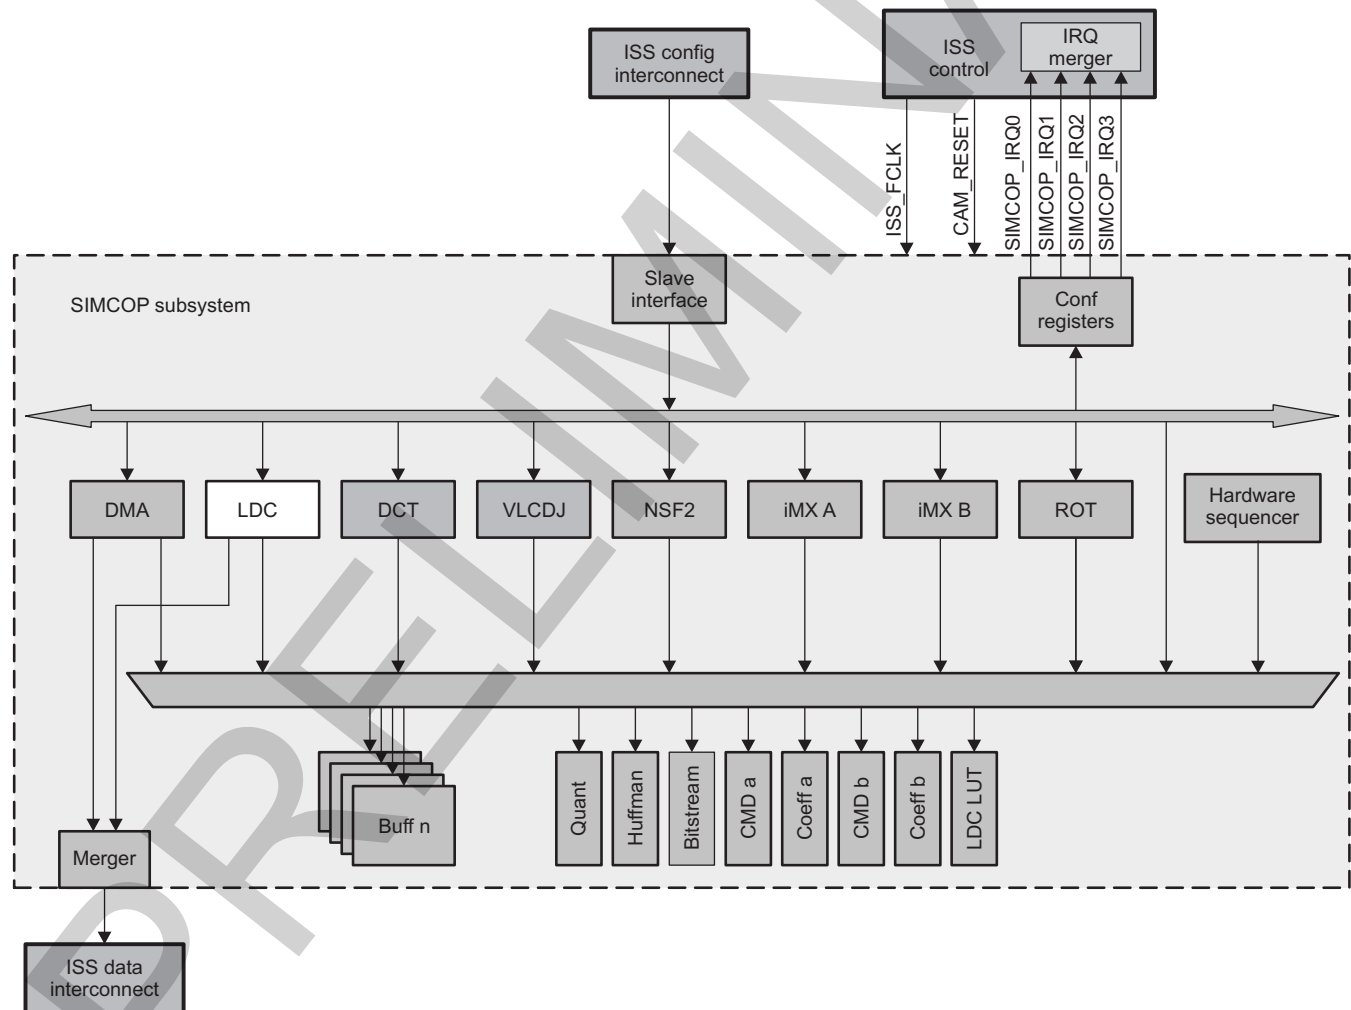 ISS config
interconnect
ISS
control
IRQ
merger
ISS_FCLK
CAM_RESET
SIMCOP_IRQ0
SIMCOP_IRQ1
SIMCOP_IRQ2
SIMCOP_IRQ3
SIMCOP subsystem
Slave
interface
Conf
registers
DMA
LDC
DCT
VLCDJ
NSF2
iMX A
iMX B
ROT
Hardware
sequencer
Buff n
Quant
Huffman
Bitstream
CMD a
Coeff a
CMD b
Coeff b
LDC LUT
Merger
ISS data
interconnect
PRELIMIN